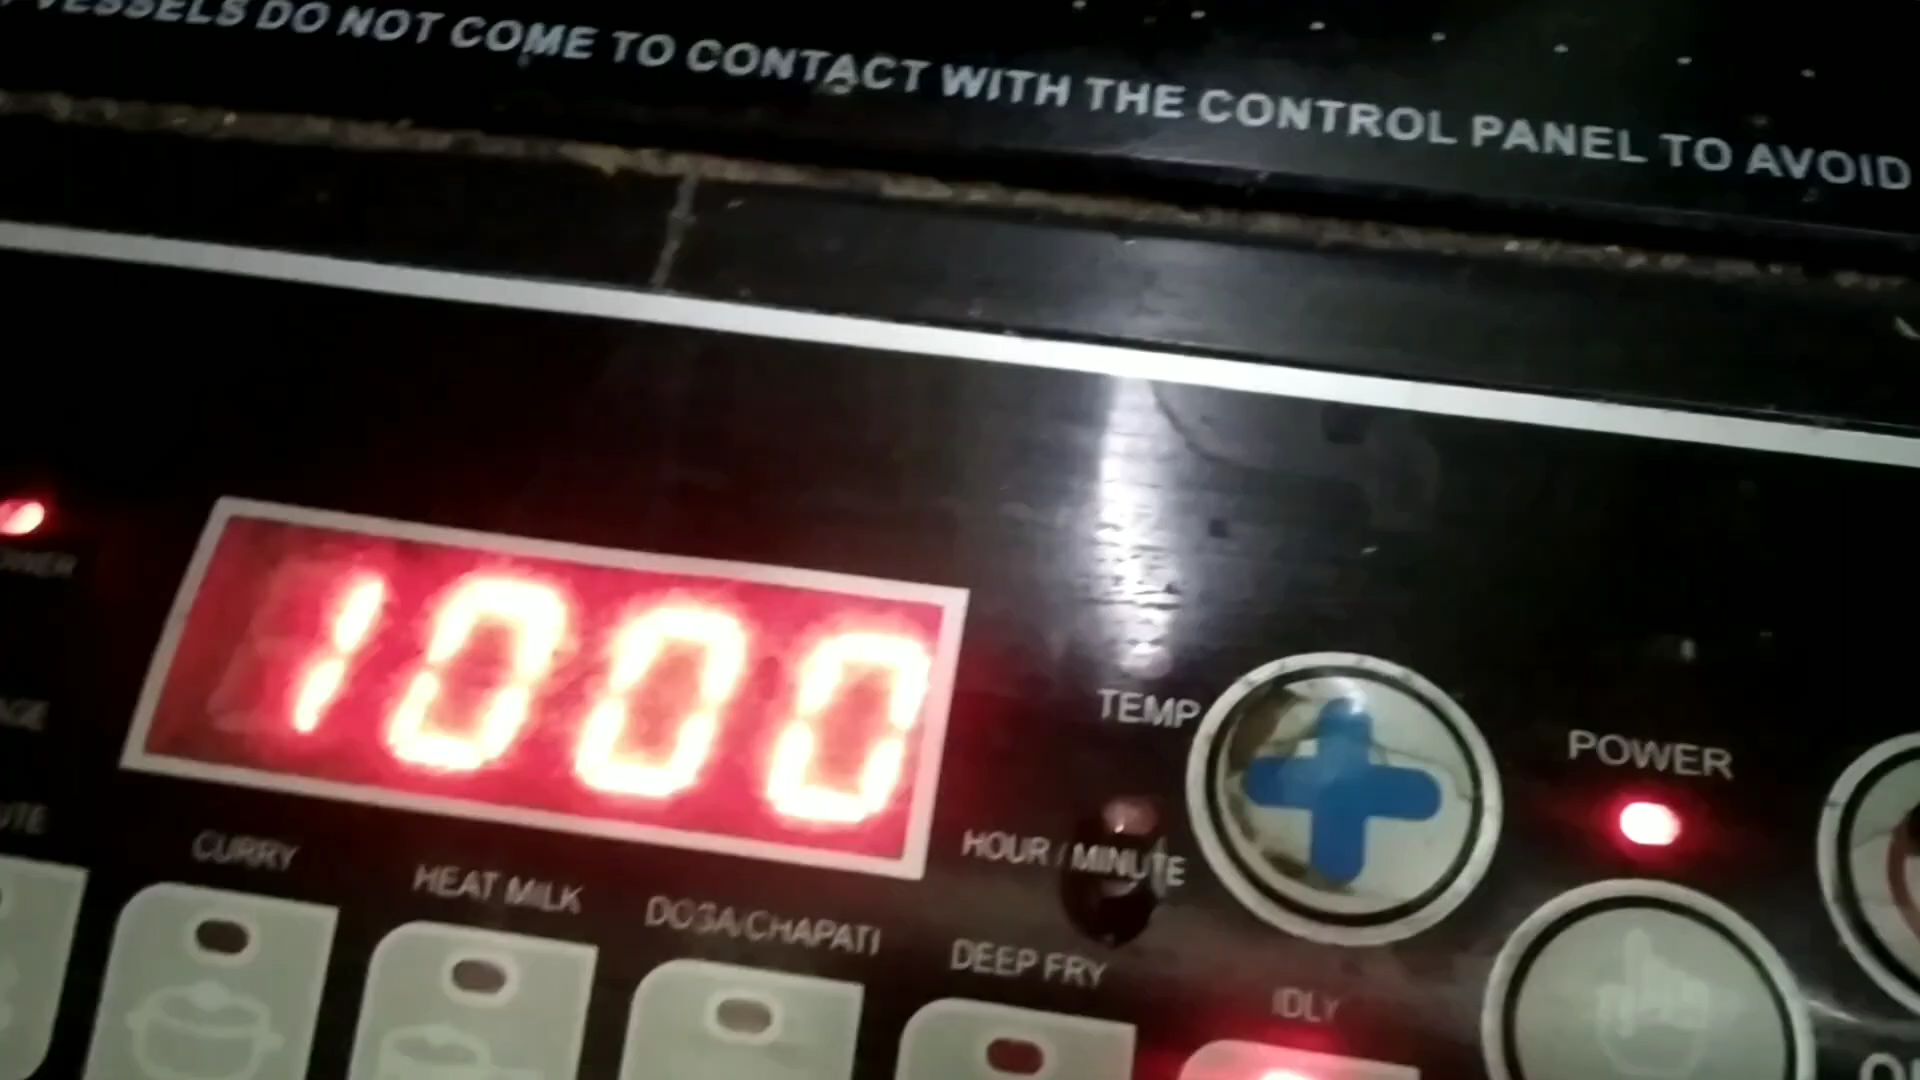 VESSELS DO NOT COME TO CONTACT WITH THE CONTROL PANEL TO AVOID
1000
TEMP
POWER
HOUR / MINUTE
CURRY
HEAT MILK
DOSA/CHAPATI
DEEP FRY
IDLY